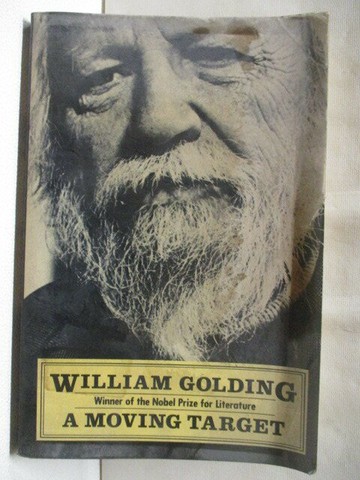 WILLIAM GOLDING
Winner of the Nobel Prize for Literature
A MOVING TARGET